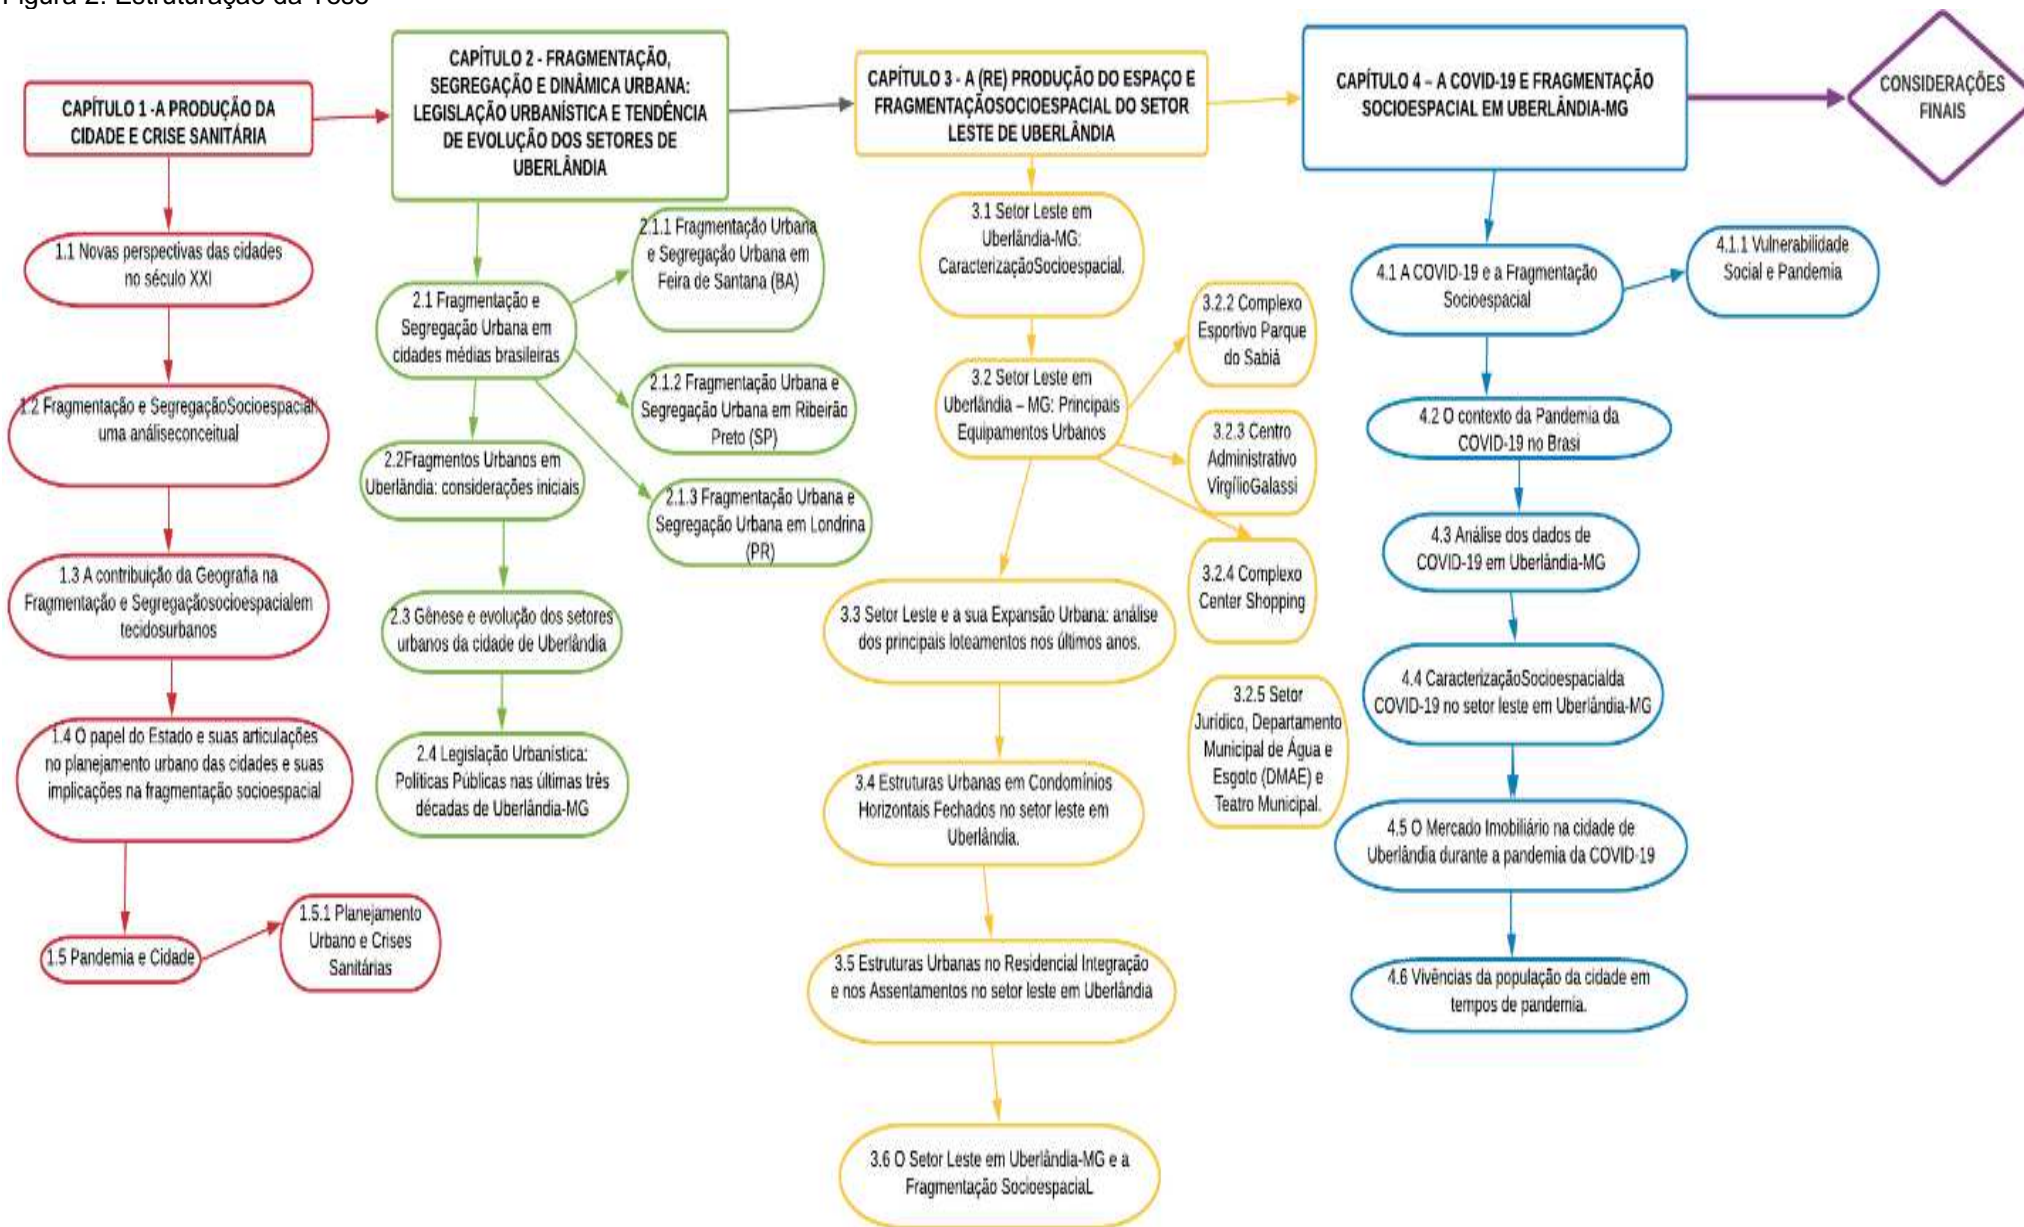 Figura 2: Estruturação da Tese
CAPÍTULO 1 -A PRODUÇÃO DA
CIDADE E CRISE SANITÁRIA
1.1 Novas perspectivas das cidades
no século XXI
1.2 Fragmentação e SegregaçãoSocioespacial:
uma análiseconceitual
1.3 A contribuição da Geografia na
Fragmentação e Segregaçãosocioespacialem
tecidosurbanos
1.4 O papel do Estado e suas articulações
no planejamento urbano das cidades e suas
implicações na fragmentação socioespacial
1.5 Pandemia e Cidade
1.5.1 Planejamento
Urbano e Crises
Sanitárias
CAPÍTULO 2 - FRAGMENTAÇÃO,
SEGREGAÇÃO E DINÂMICA URBANA:
LEGISLAÇÃO URBANÍSTICA E TENDÊNCIA
DE EVOLUÇÃO DOS SETORES DE
UBERLÂNDIA
2.1 Fragmentação e
Segregação Urbana em
cidades médias brasileiras
2.1.1 Fragmentação Urbana
e Segregação Urbana em
Feira de Santana (BA)
2.1.2 Fragmentação Urbana e
Segregação Urbana em Ribeirão
Preto (SP)
2.1.3 Fragmentação Urbana e
Segregação Urbana em Londrina
(PR)
2.2Fragmentos Urbanos em
Uberlândia: considerações iniciais
2.3 Gênese e evolução dos setores
urbanos da cidade de Uberlândia
2.4 Legislação Urbanística:
Políticas Públicas nas últimas três
décadas de Uberlândia-MG
CAPÍTULO 3 - A (RE) PRODUÇÃO DO ESPAÇO E
FRAGMENTAÇÃOSOCIOESPACIAL DO SETOR
LESTE DE UBERLÂNDIA
3.1 Setor Leste em
Uberlândia-MG:
CaracterizaçãoSocioespacial.
3.2 Setor Leste em
Uberlândia – MG: Principais
Equipamentos Urbanos
3.2.2 Complexo
Esportivo Parque
do Sabiá
3.2.3 Centro
Administrativo
VirgílioGalassi
3.2.4 Complexo
Center Shopping
3.2.5 Setor
Jurídico, Departamento
Municipal de Água e
Esgoto (DMAE) e
Teatro Municipal.
3.3 Setor Leste e a sua Expansão Urbana: análise
dos principais loteamentos nos últimos anos.
3.4 Estruturas Urbanas em Condomínios
Horizontais Fechados no setor leste em
Uberlândia.
3.5 Estruturas Urbanas no Residencial Integração
e nos Assentamentos no setor leste em Uberlândia
3.6 O Setor Leste em Uberlândia-MG e a
Fragmentação SocioespaciaL
CAPÍTULO 4 – A COVID-19 E FRAGMENTAÇÃO
SOCIOESPACIAL EM UBERLÂNDIA-MG
4.1 A COVID-19 e a Fragmentação
Socioespacial
4.1.1 Vulnerabilidade
Social e Pandemia
4.2 O contexto da Pandemia da
COVID-19 no Brasi
4.3 Análise dos dados de
COVID-19 em Uberlândia-MG
4.4 CaracterizaçãoSocioespacialda
COVID-19 no setor leste em Uberlândia-MG
4.5 O Mercado Imobiliário na cidade de
Uberlândia durante a pandemia da COVID-19
4.6 Vivências da população da cidade em
tempos de pandemia.
CONSIDERAÇÕES
FINAIS